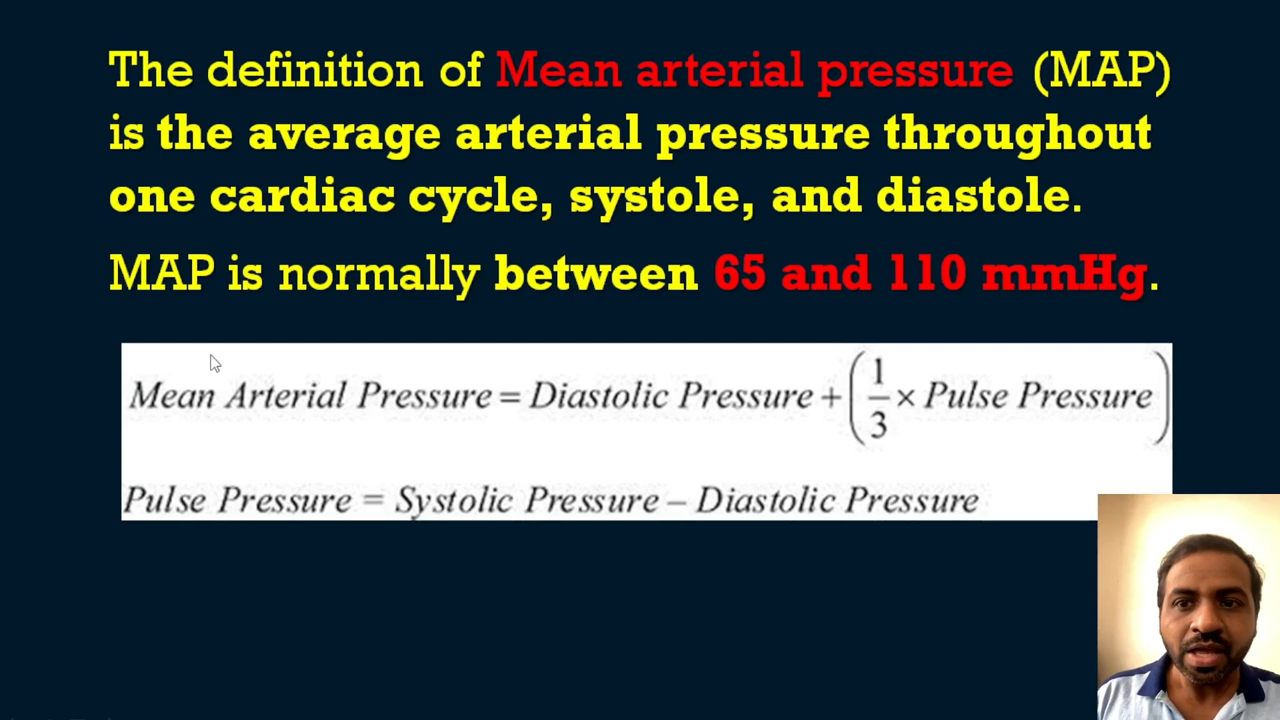 The definition of Mean arterial pressure (MAP)
is the average arterial pressure throughout
one cardiac cycle, systole, and diastole.
MAP is normally between 65 and 110 mmHg.
Mean Arterial Pressure = Diastolic Pressure + (1/3 × Pulse Pressure)
Pulse Pressure = Systolic Pressure – Diastolic Pressure